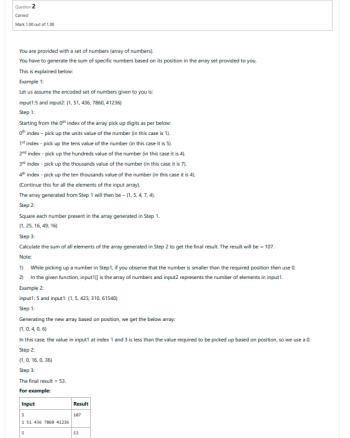 Question 2
Correct
Mark 1.00 out of 1.00
You are provided with a set of numbers (array of numbers).
You have to generate the sum of specific numbers based on its position in the array set provided to you.
This is explained below:
Example 1:
Let us assume the encoded set of numbers given to you is:
input1:5 and input2: {1, 51, 436, 7860, 41236}
Step 1:
Starting from the 0th index of the array pick up digits as per below:
0th index – pick up the units value of the number (in this case is 1).
1st index - pick up the tens value of the number (in this case it is 5).
2nd index - pick up the hundreds value of the number (in this case it is 4).
3rd index - pick up the thousands value of the number (in this case it is 7).
4th index - pick up the ten thousands value of the number (in this case it is 4).
(Continue this for all the elements of the input array).
The array generated from Step 1 will then be – {1, 5, 4, 7, 4}.
Step 2:
Square each number present in the array generated in Step 1.
{1, 25, 16, 49, 16}
Step 3:
Calculate the sum of all elements of the array generated in Step 2 to get the final result. The result will be = 107.
Note:
1) While picking up a number in Step1, if you observe that the number is smaller than the required position then use 0.
2) In the given function, input1[] is the array of numbers and input2 represents the number of elements in input1.
Example 2:
input1: 5 and input1: {1, 5, 423, 310, 61540}
Step 1:
Generating the new array based on position, we get the below array:
{1, 0, 4, 0, 6}
In this case, the value in input1 at index 1 and 3 is less than the value required to be picked up based on position, so we use a 0.
Step 2:
{1, 0, 16, 0, 36}
Step 3:
The final result = 53.
For example:
Input Result
5 107
1 51 436 7860 41236
5 53